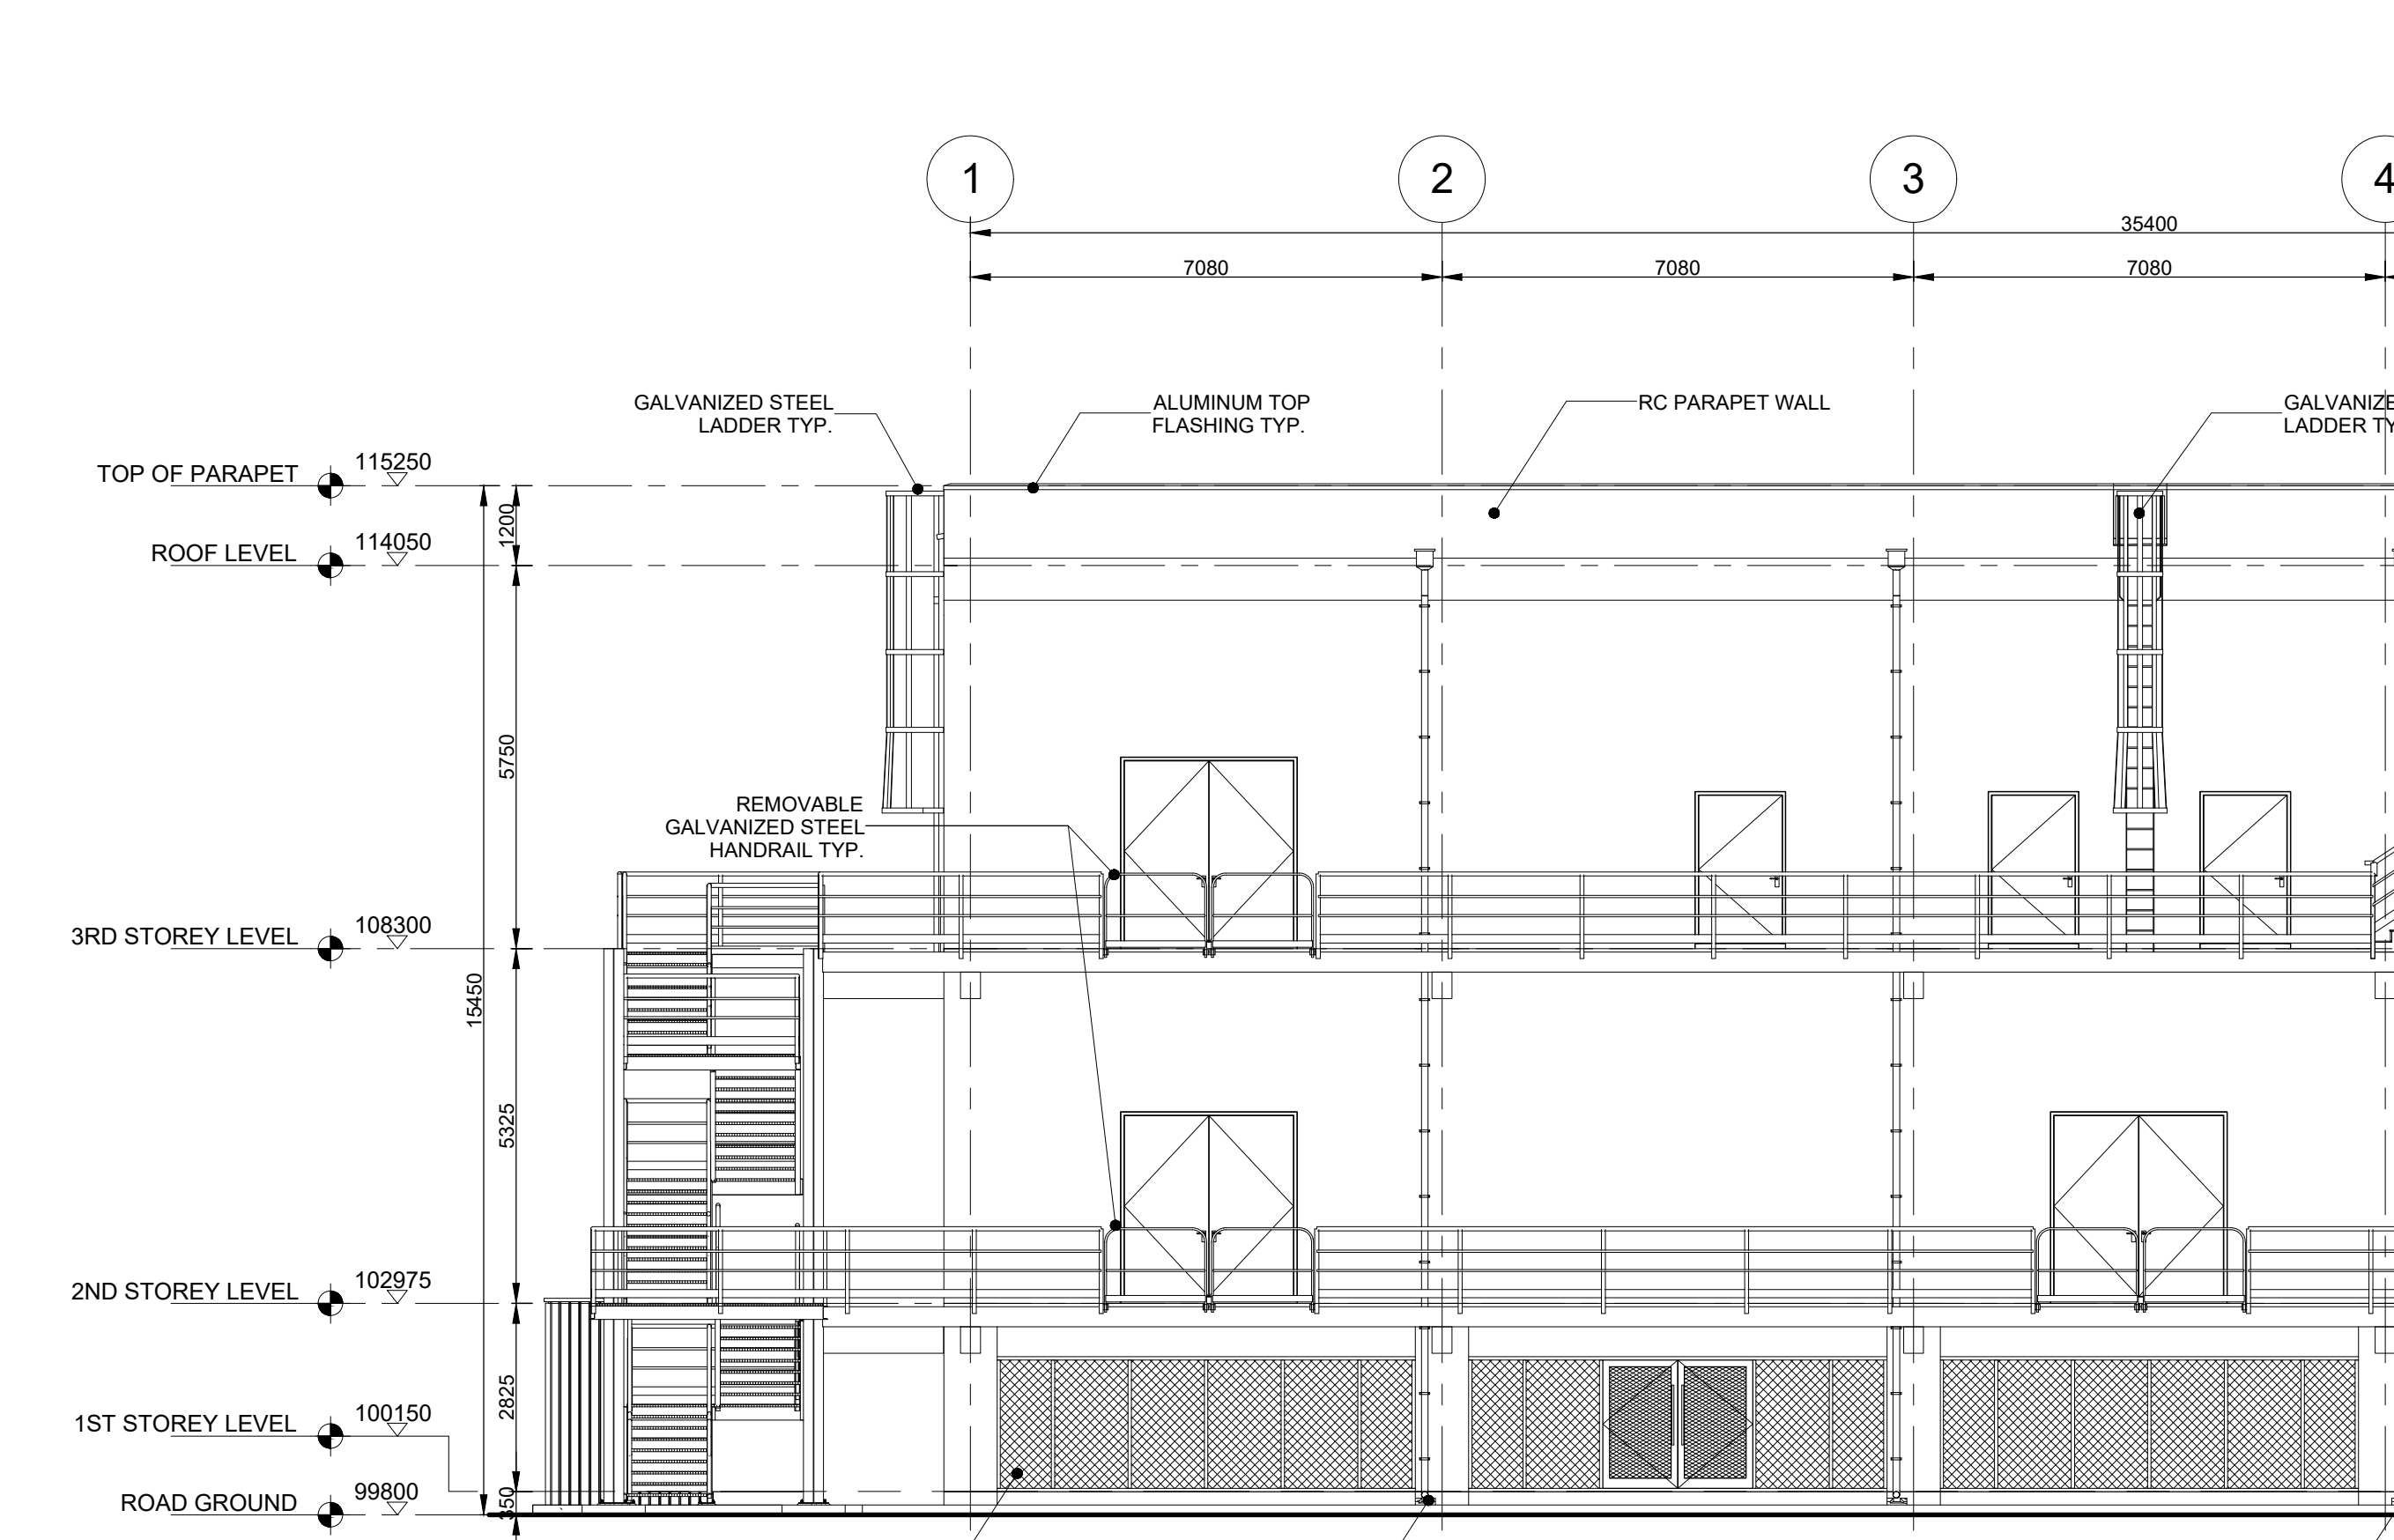 1
2
3
4
35400
7080
7080
7080
GALVANIZED STEEL
LADDER TYP.
ALUMINUM TOP
FLASHING TYP.
RC PARAPET WALL
TOP OF PARAPET
115250
1200
ROOF LEVEL
114050
5750
REMOVABLE
GALVANIZED STEEL
HANDRAIL TYP.
3RD STOREY LEVEL
108300
15450
5325
2ND STOREY LEVEL
102975
2825
1ST STOREY LEVEL
100150
350
ROAD GROUND
99800
LADDER